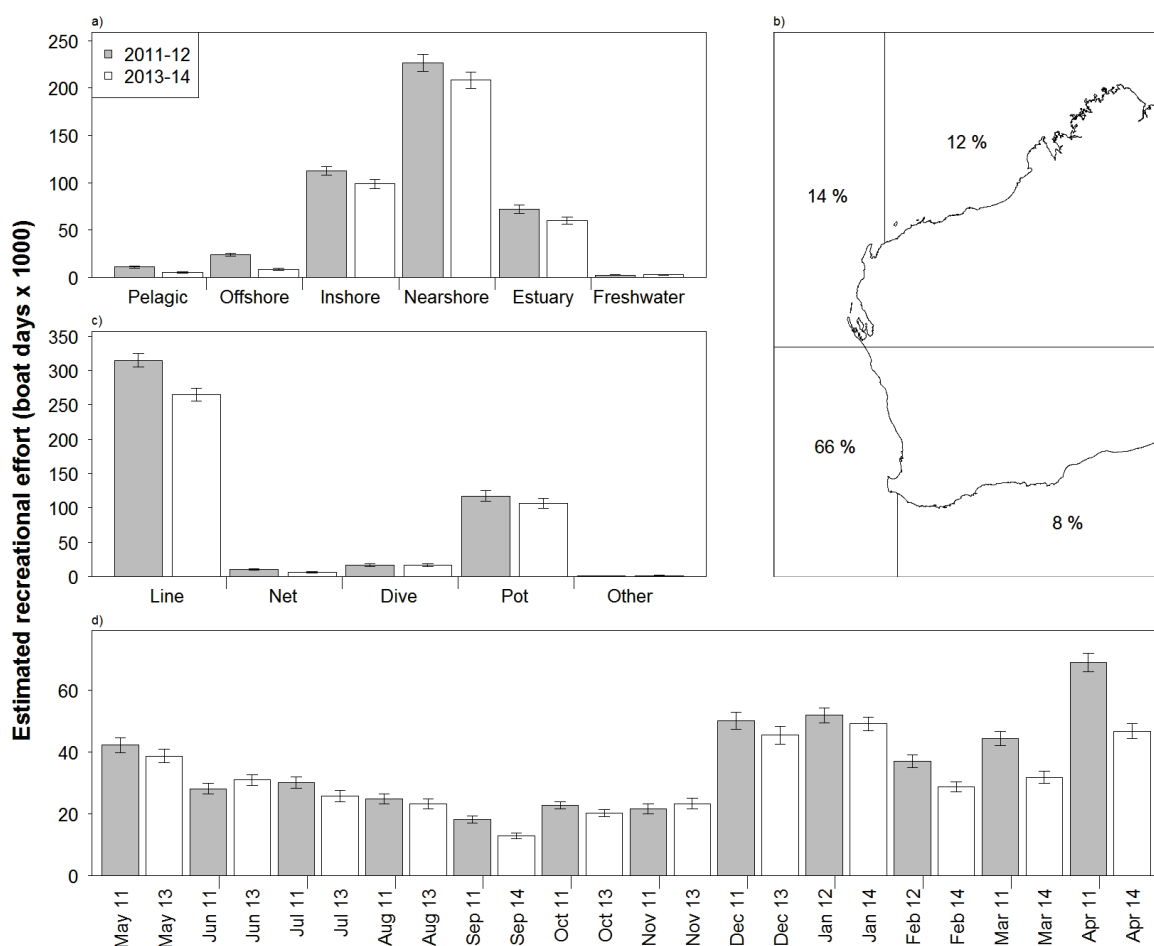 Estimated recreational effort (boat days x 1000)
a)
250
200
150
100
50
0
2011-12
2013-14
Pelagic Offshore Inshore Nearshore Estuary Freshwater
b)
12 %
14 %
66 %
8 %
c)
350
300
250
200
150
100
50
0
Line Net Dive Pot Other
d)
60
40
20
0
May 11
May 13
Jun 11
Jun 13
Jul 11
Jul 13
Aug 11
Aug 13
Sep 11
Sep 14
Oct 11
Oct 13
Nov 11
Nov 13
Dec 11
Dec 13
Jan 12
Jan 14
Feb 12
Feb 14
Mar 11
Mar 14
Apr 11
Apr 14